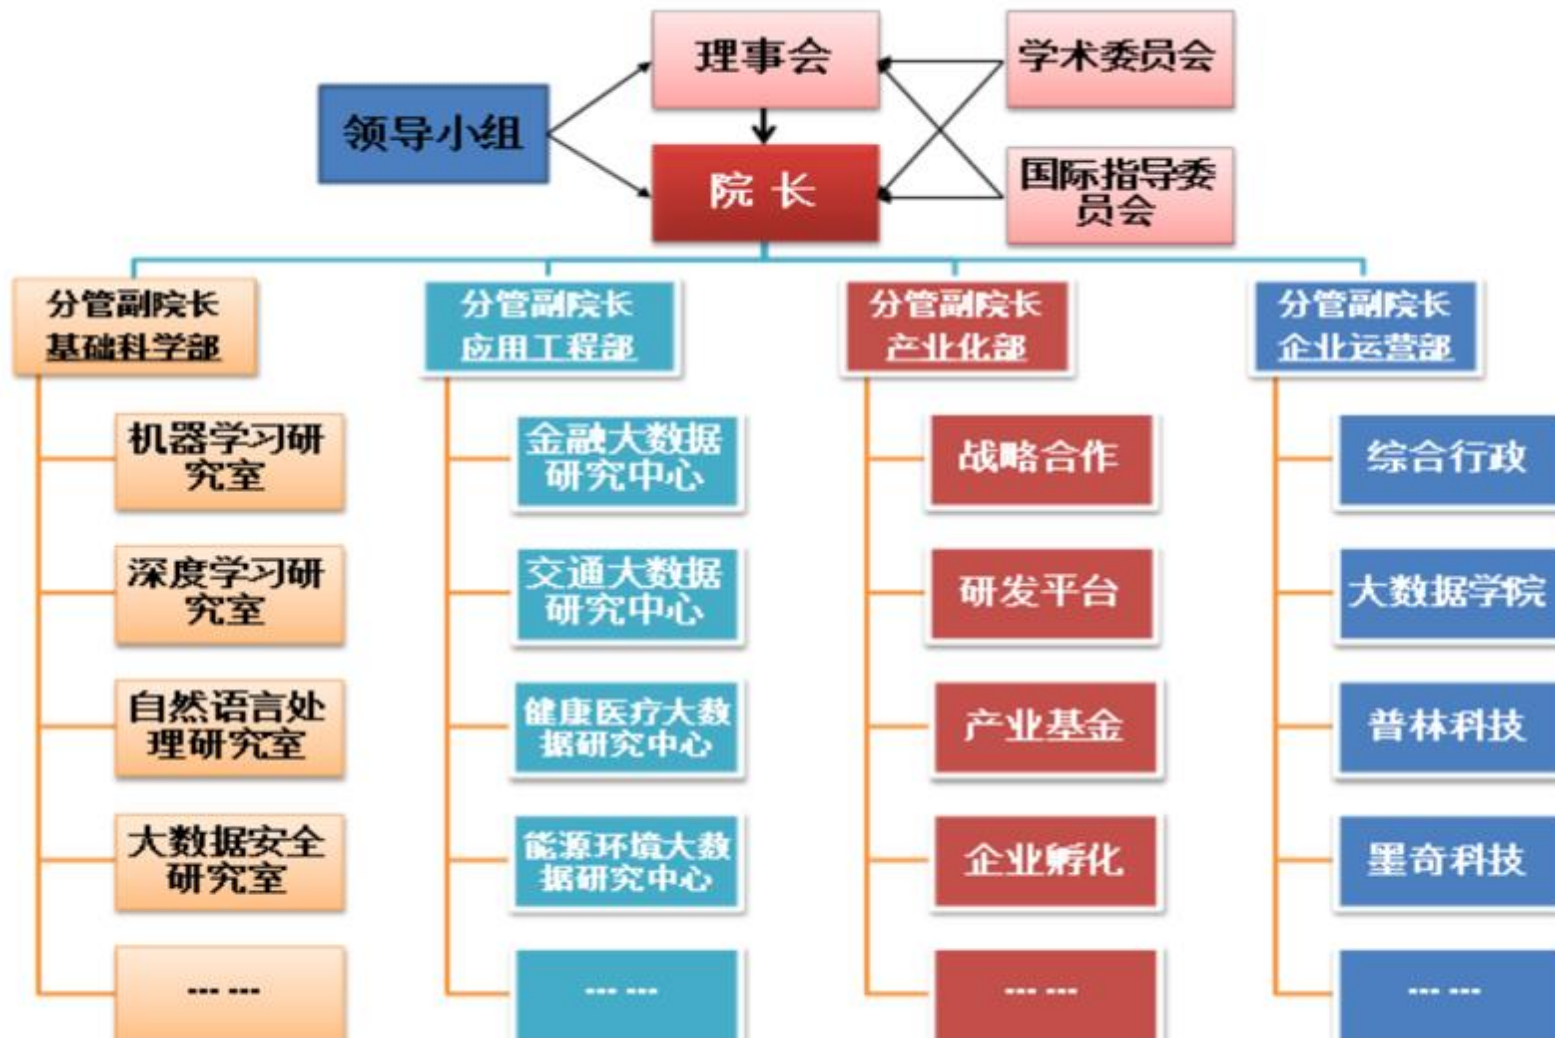 理事会
学术委员会
领导小组
院 长
国际指导委
员会
分管副院长
基础科学部
机器学习研
究室
深度学习研
究室
自然语言处
理研究室
大数据安全
研究室
--- ---
分管副院长
应用工程部
金融大数据
研究中心
交通大数据
研究中心
健康医疗大数
据研究中心
能源环境大数
据研究中心
--- ---
分管副院长
产业化部
战略合作
研发平台
产业基金
企业孵化
--- ---
分管副院长
企业运营部
综合行政
大数据学院
普林科技
墨奇科技
--- ---